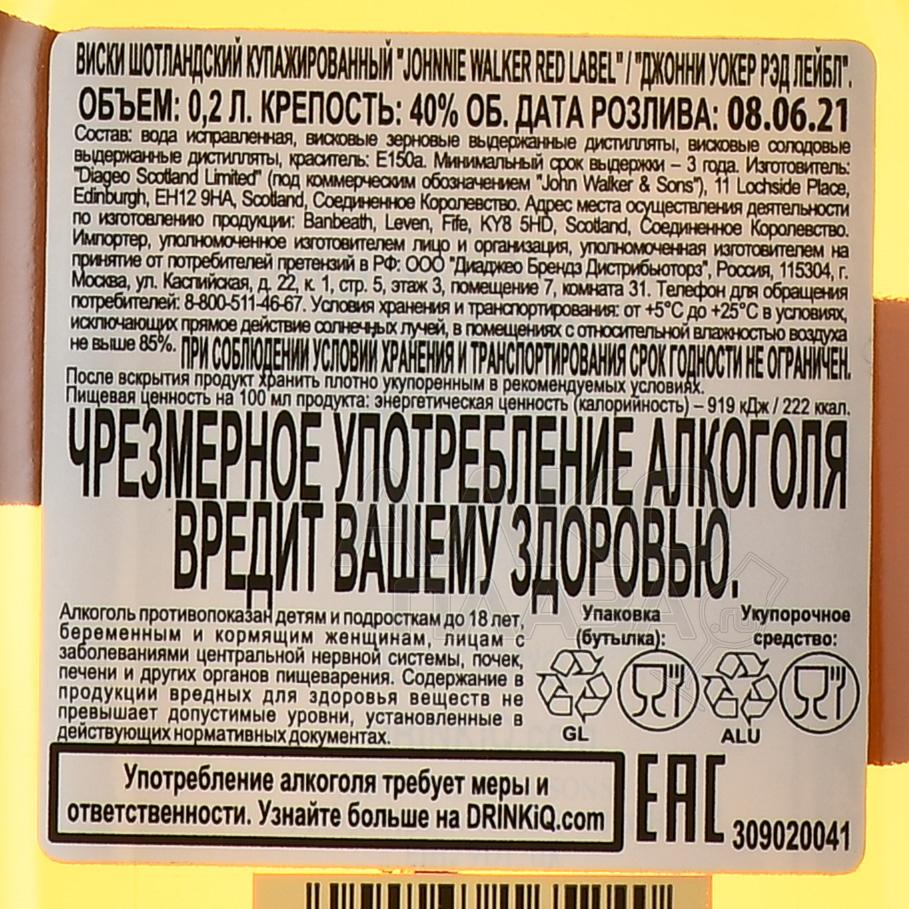 ВИСКИ ШОТЛАНДСКИЙ КУПАЖИРОВАННЫЙ "JOHNNIE WALKER RED LABEL" / "ДЖОННИ УОКЕР РЭД ЛЕЙБЛ".
ОБЪЕМ: 0,2 Л. КРЕПОСТЬ: 40% ОБ. ДАТА РОЗЛИВА: 08.06.21
Состав: вода исправленная, висковые зерновые выдержанные дистилляты, висковые солодовые
выдержанные дистилляты, краситель: Е150а. Минимальный срок выдержки – 3 года. Изготовитель:
"Diageo Scotland Limited" (под коммерческим обозначением "John Walker & Sons"), 11 Lochside Place,
Edinburgh, EH12 9HA, Scotland, Соединенное Королевство. Адрес места осуществления деятельности
по изготовлению продукции: Banbeath, Leven, Fife, KY8 5HD, Scotland, Соединенное Королевство.
Импортер, уполномоченное изготовителем лицо и организация, уполномоченная изготовителем на
принятие от потребителей претензий в РФ: ООО "Диаджео Брендз Дистрибьюторз", Россия, 115304, г.
Москва, ул. Каспийская, д. 22, к. 1, стр. 5, этаж 3, помещение 7, комната 31. Телефон для обращения
потребителей: 8-800-511-46-67. Условия хранения и транспортирования: от +5°С до +25°С в условиях,
исключающих прямое действие солнечных лучей, в помещениях с относительной влажностью воздуха
не выше 85%. ПРИ СОБЛЮДЕНИИ УСЛОВИЙ ХРАНЕНИЯ И ТРАНСПОРТИРОВАНИЯ СРОК ГОДНОСТИ НЕ ОГРАНИЧЕН.
После вскрытия продукт хранить плотно укупоренным в рекомендуемых условиях.
Пищевая ценность на 100 мл продукта: энергетическая ценность (калорийность) – 919 кДж / 222 ккал.
ЧРЕЗМЕРНОЕ УПОТРЕБЛЕНИЕ АЛКОГОЛЯ
ВРЕДИТ ВАШЕМУ ЗДОРОВЬЮ.
Алкоголь противопоказан детям и подросткам до 18 лет,
беременным и кормящим женщинам, лицам с
заболеваниями центральной нервной системы, почек,
печени и других органов пищеварения. Содержание в
продукции вредных для здоровья веществ не
превышает допустимые уровни, установленные в
действующих нормативных документах.
Упаковка
(бутылка):
GL
Укупорочное
средство:
ALU
Употребление алкоголя требует меры и
ответственности. Узнайте больше на DRINKiQ.com
ЕАС
309020041